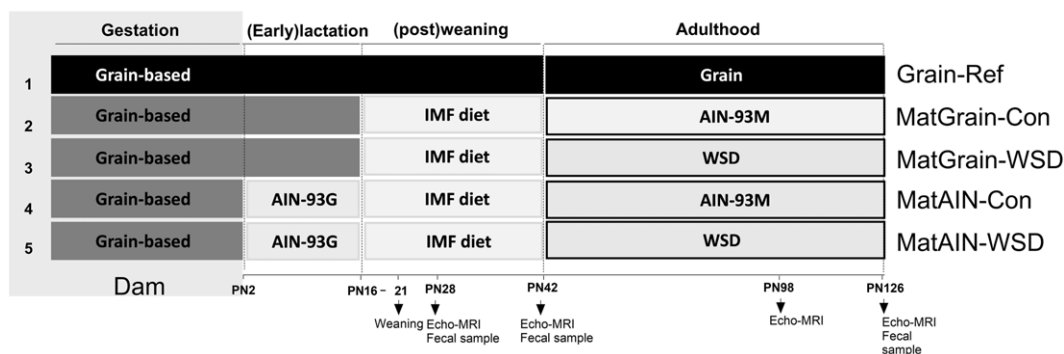 Gestation (Early)lactation (post)weaning Adulthood
1 Grain-based Grain Grain-Ref
2 Grain-based IMF diet AIN-93M MatGrain-Con
3 Grain-based IMF diet WSD MatGrain-WSD
4 Grain-based AIN-93G IMF diet AIN-93M MatAIN-Con
5 Grain-based AIN-93G IMF diet WSD MatAIN-WSD
Dam
PN2 PN16 - 21 PN28 PN42 PN98 PN126
Weaning
Echo-MRI
Fecal sample
Echo-MRI
Fecal sample
Echo-MRI
Echo-MRI
Fecal
sample